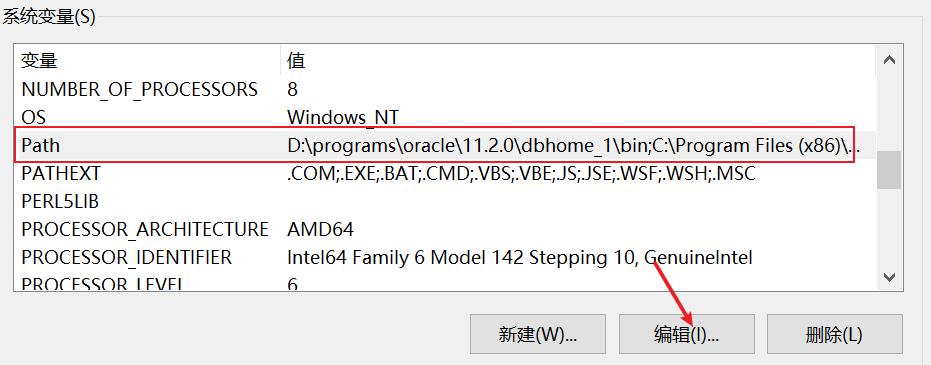 系统变量(S)
变量 值
NUMBER_OF_PROCESSORS 8
OS Windows_NT
Path D:\programs\oracle\11.2.0\dbhome_1\bin;C:\Program Files (x86)\...
PATHEXT .COM;.EXE;.BAT;.CMD;.VBS;.VBE;.JS;.JSE;.WSF;.WSH;.MSC
PERL5LIB
PROCESSOR_ARCHITECTURE AMD64
PROCESSOR_IDENTIFIER Intel64 Family 6 Model 142 Stepping 10, GenuineIntel
PROCESSOR_LEVEL 6
新建(W)... 编辑(I)... 删除(L)